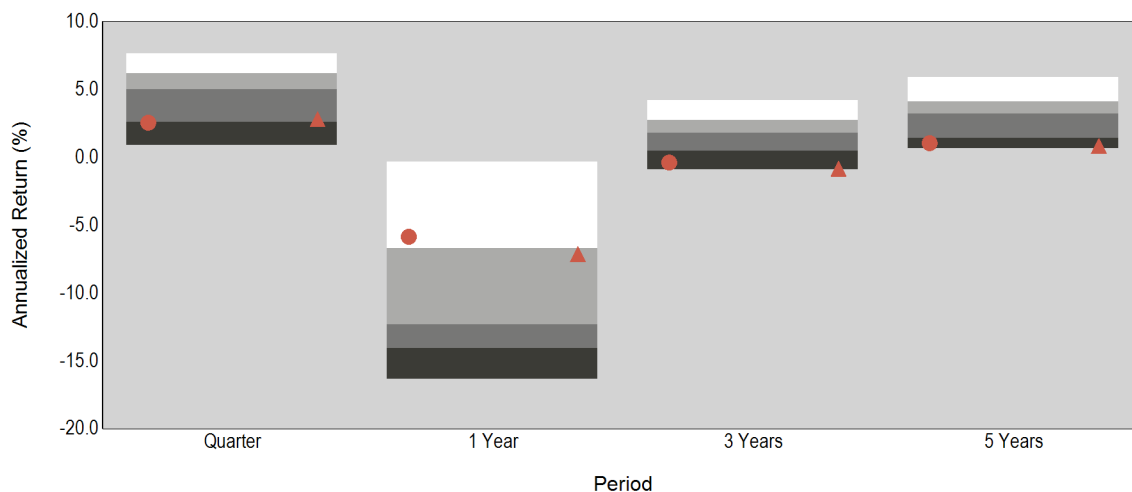 Annualized Return (%)
10.0
5.0
0.0
-5.0
-10.0
-15.0
-20.0
Quarter
1 Year
3 Years
5 Years
Period